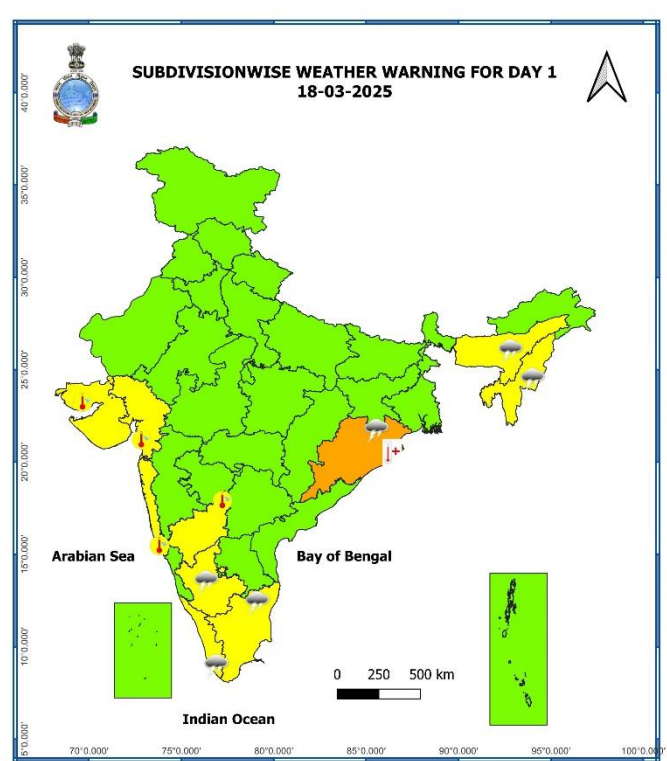 SUBDIVISIONWISE WEATHER WARNING FOR DAY 1
18-03-2025
40°0.000'
35°0.000'
30°0.000'
25°0.000'
20°0.000'
15°0.000'
10°0.000'
5°0.000'
Arabian Sea
Bay of Bengal
0 250 500 km
Indian Ocean
70°0.000' 75°0.000' 80°0.000' 85°0.000' 90°0.000' 95°0.000' 100°0.000'